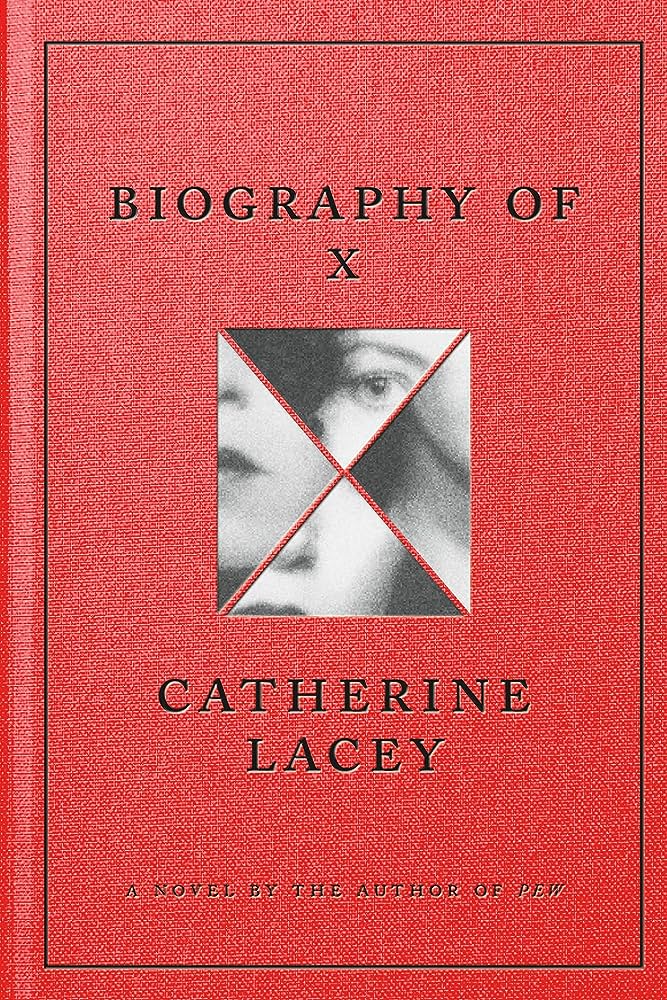 BIOGRAPHY OF
X
CATHERINE
LACEY
A NOVEL BY THE AUTHOR OF PEW